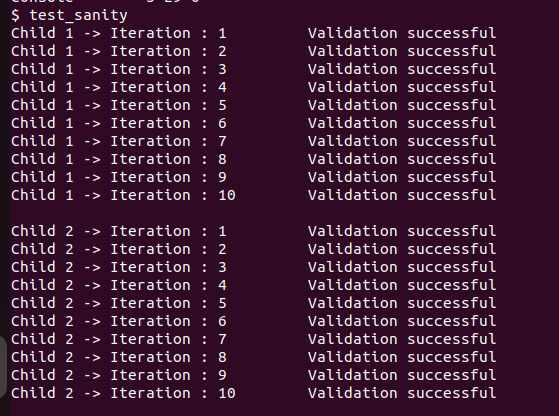 $ test_sanity
Child 1 -> Iteration : 1 Validation successful
Child 1 -> Iteration : 2 Validation successful
Child 1 -> Iteration : 3 Validation successful
Child 1 -> Iteration : 4 Validation successful
Child 1 -> Iteration : 5 Validation successful
Child 1 -> Iteration : 6 Validation successful
Child 1 -> Iteration : 7 Validation successful
Child 1 -> Iteration : 8 Validation successful
Child 1 -> Iteration : 9 Validation successful
Child 1 -> Iteration : 10 Validation successful
Child 2 -> Iteration : 1 Validation successful
Child 2 -> Iteration : 2 Validation successful
Child 2 -> Iteration : 3 Validation successful
Child 2 -> Iteration : 4 Validation successful
Child 2 -> Iteration : 5 Validation successful
Child 2 -> Iteration : 6 Validation successful
Child 2 -> Iteration : 7 Validation successful
Child 2 -> Iteration : 8 Validation successful
Child 2 -> Iteration : 9 Validation successful
Child 2 -> Iteration : 10 Validation successful